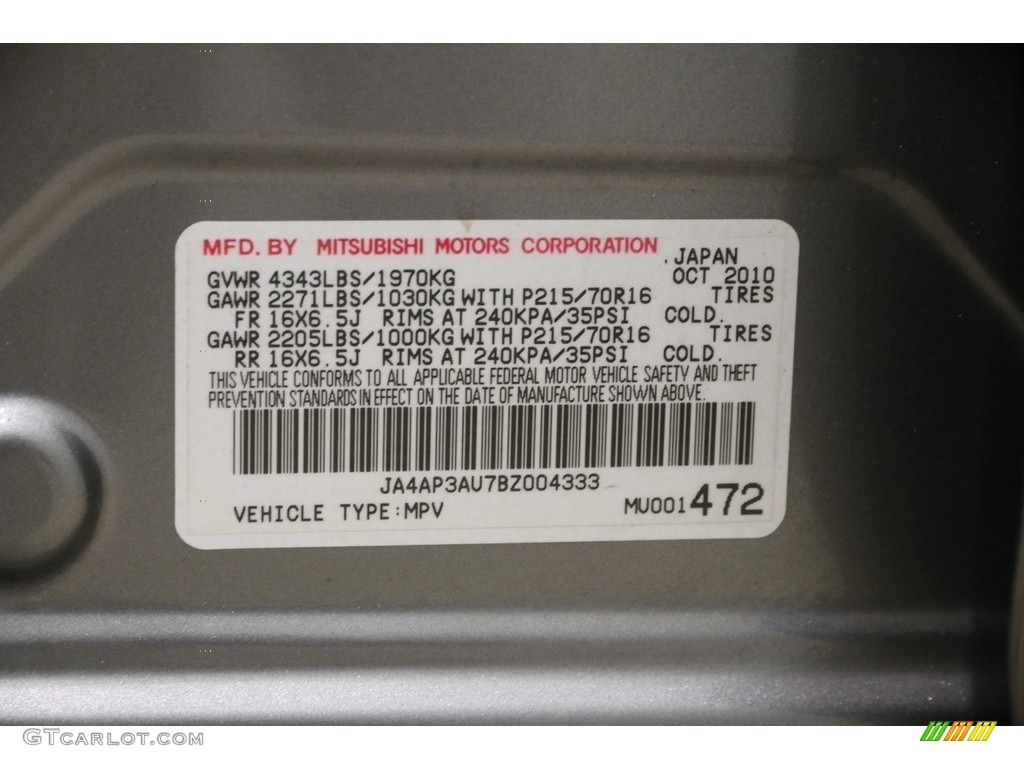 MFD. BY MITSUBISHI MOTORS CORPORATION
. JAPAN
GVWR 4343LBS/1970KG OCT 2010
GAWR 2271LBS/1030KG WITH P215/70R16 TIRES
FR 16X6.5J RIMS AT 240KPA/35PSI COLD.
GAWR 2205LBS/1000KG WITH P215/70R16 TIRES
RR 16X6.5J RIMS AT 240KPA/35PSI COLD.
THIS VEHICLE CONFORMS TO ALL APPLICABLE FEDERAL MOTOR VEHICLE SAFETY AND THEFT
PREVENTION STANDARDS IN EFFECT ON THE DATE OF MANUFACTURE SHOWN ABOVE.
JA4AP3AU7BZ004333
VEHICLE TYPE:MPV MU001472
GTCARLOT.COM